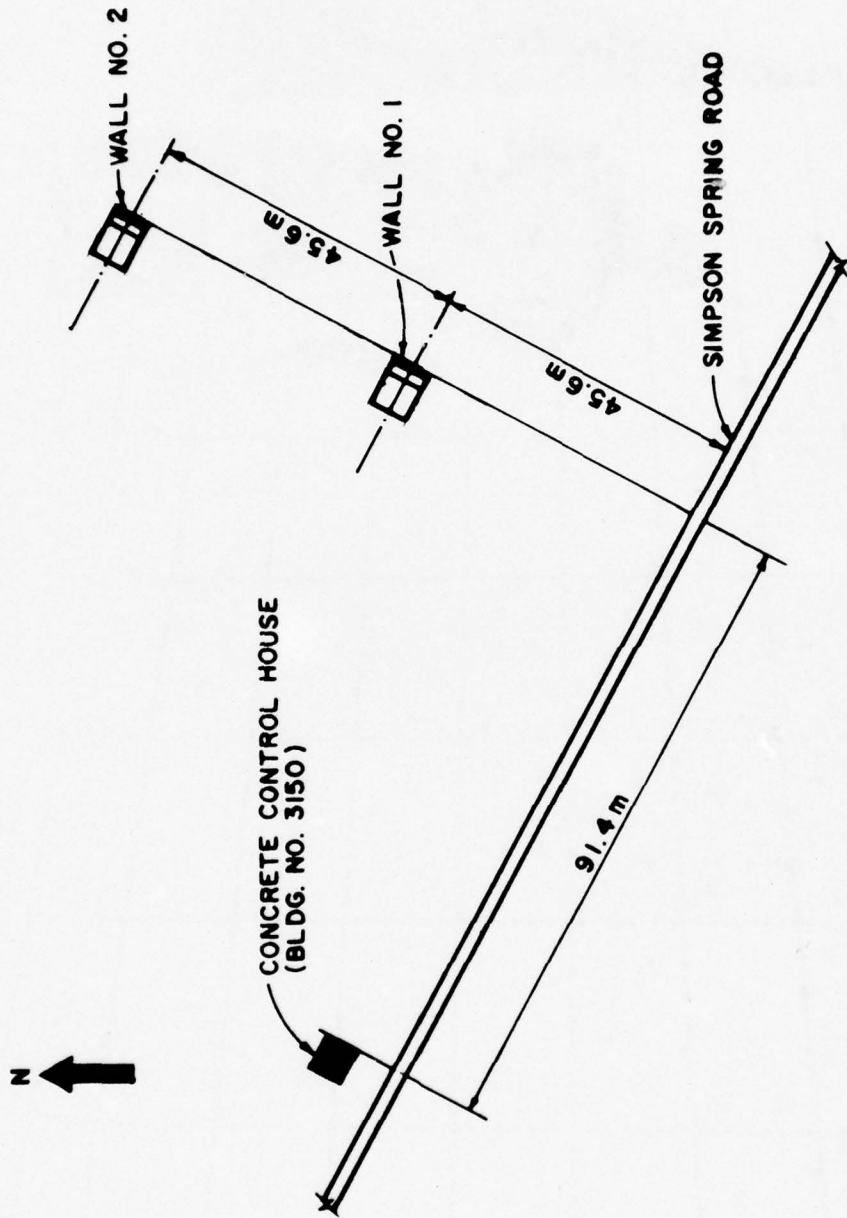 WALL NO. 2
45.6m
WALL NO. 1
45.6m
SIMPSON SPRING ROAD
CONCRETE CONTROL HOUSE
(BLDG. NO. 3150)
91.4m
N